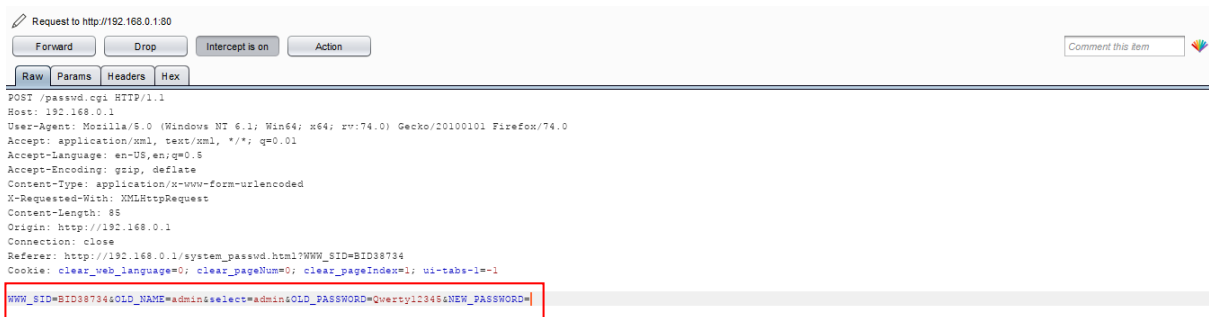 Request to http://192.168.0.1:80
Forward Drop Intercept is on Action Comment this item
Raw Params Headers Hex
POST /passwd.cgi HTTP/1.1
Host: 192.168.0.1
User-Agent: Mozilla/5.0 (Windows NT 6.1; Win64; x64; rv:74.0) Gecko/20100101 Firefox/74.0
Accept: application/xml, text/xml, */*; q=0.01
Accept-Language: en-US,en;q=0.5
Accept-Encoding: gzip, deflate
Content-Type: application/x-www-form-urlencoded
X-Requested-With: XMLHttpRequest
Content-Length: 85
Origin: http://192.168.0.1
Connection: close
Referer: http://192.168.0.1/system_passwd.html?WWW_SID=BID38734
Cookie: clear_web_language=0; clear_pageNum=0; clear_pageIndex=1; ui-tabs-1=-1
WWW_SID=BID38734&OLD_NAME=admin&select=admin&OLD_PASSWORD=Qwerty12345&NEW_PASSWORD=